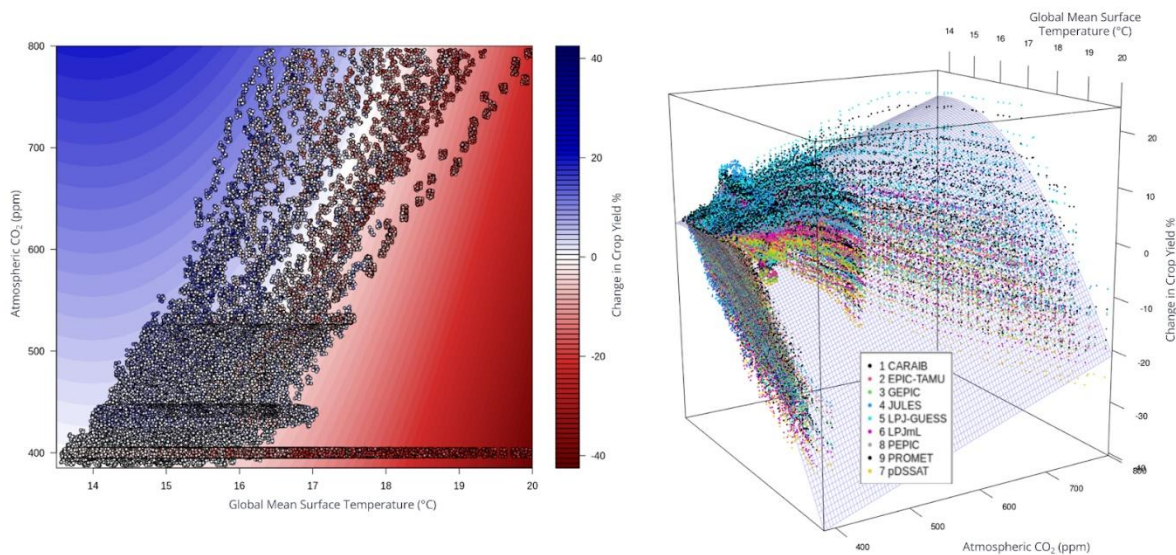 800
700
600
500
400
Atmospheric CO₂ (ppm)
14
15
16
17
18
19
20
Global Mean Surface Temperature (°C)
40
20
0
-20
-40
Change in Crop Yield %
Global Mean Surface
Temperature (°C)
14
15
16
17
18
19
20
20
10
0
-10
-20
-30
-40
Change in Crop Yield %
1 CARAIB
2 EPIC-TAMU
3 GEPIC
4 JULES
5 LPJ-GUESS
6 LPJmL
8 PEPIC
9 PROMET
7 pDSSAT
400
500
600
700
800
Atmospheric CO₂ (ppm)